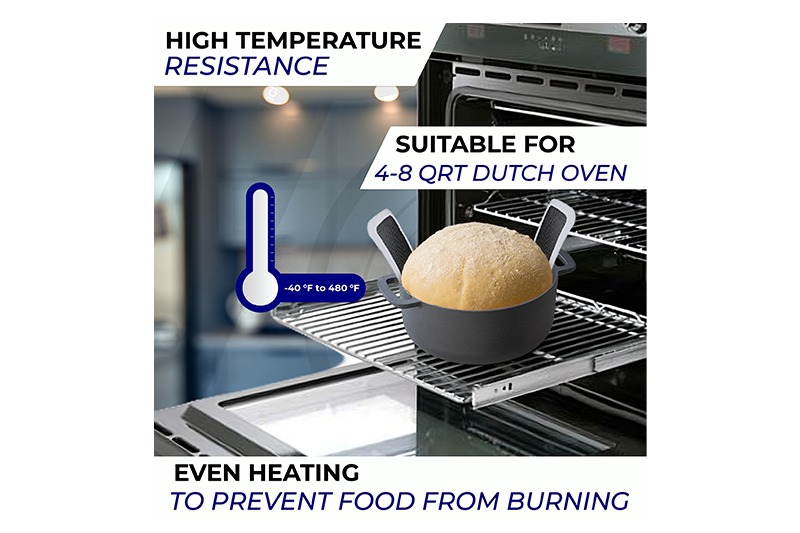 HIGH TEMPERATURE
RESISTANCE
SUITABLE FOR
4-8 QRT DUTCH OVEN
-40 °F to 480 °F
EVEN HEATING
TO PREVENT FOOD FROM BURNING